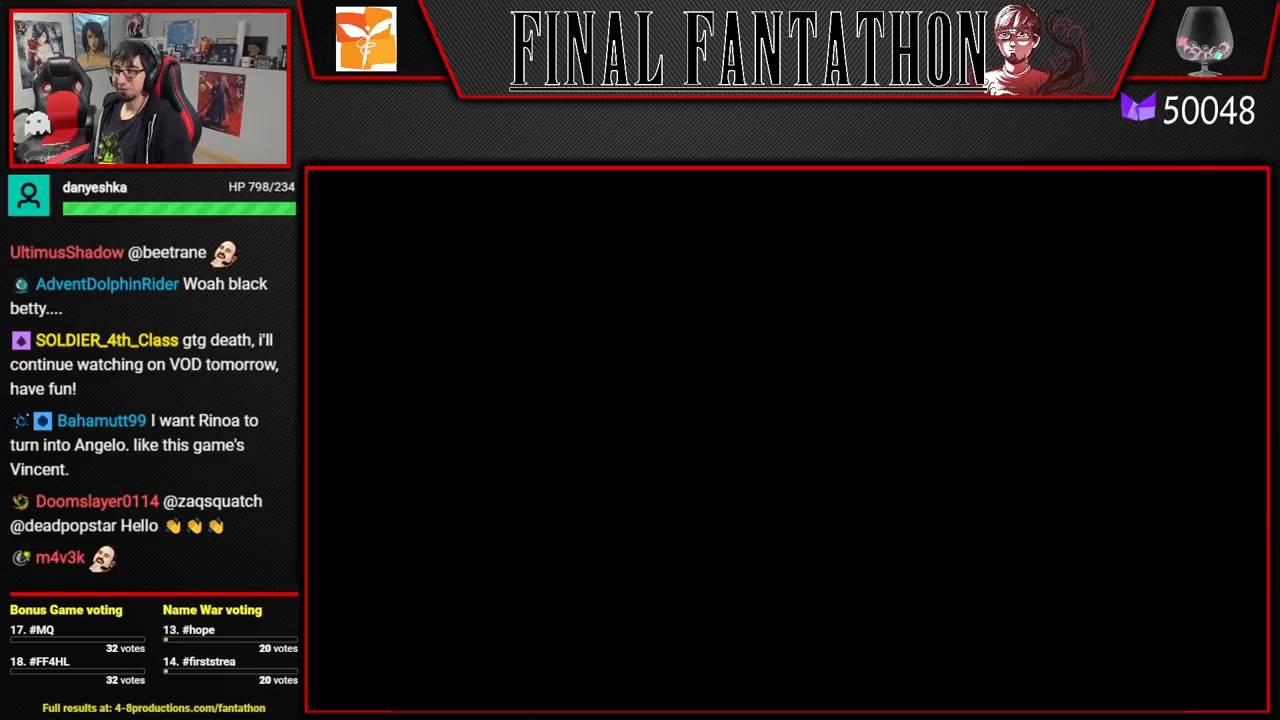 FINAL FANTATHON
50048
danyeshka HP 798/234
UltimusShadow @beetrane
AdventDolphinRider Woah black
betty....
SOLDIER_4th_Class gtg death, i'll
continue watching on VOD tomorrow,
have fun!
Bahamutt99 I want Rinoa to
turn into Angelo. like this game's
Vincent.
Doomslayer0114 @zaqsquatch
@deadpopstar Hello 👏 👏 👏
m4v3k
Bonus Game voting
17. #MQ
32 votes
18. #FF4HL
32 votes
Name War voting
13. #hope
20 votes
14. #firststrea
20 votes
Full results at: 4-8productions.com/fantathon